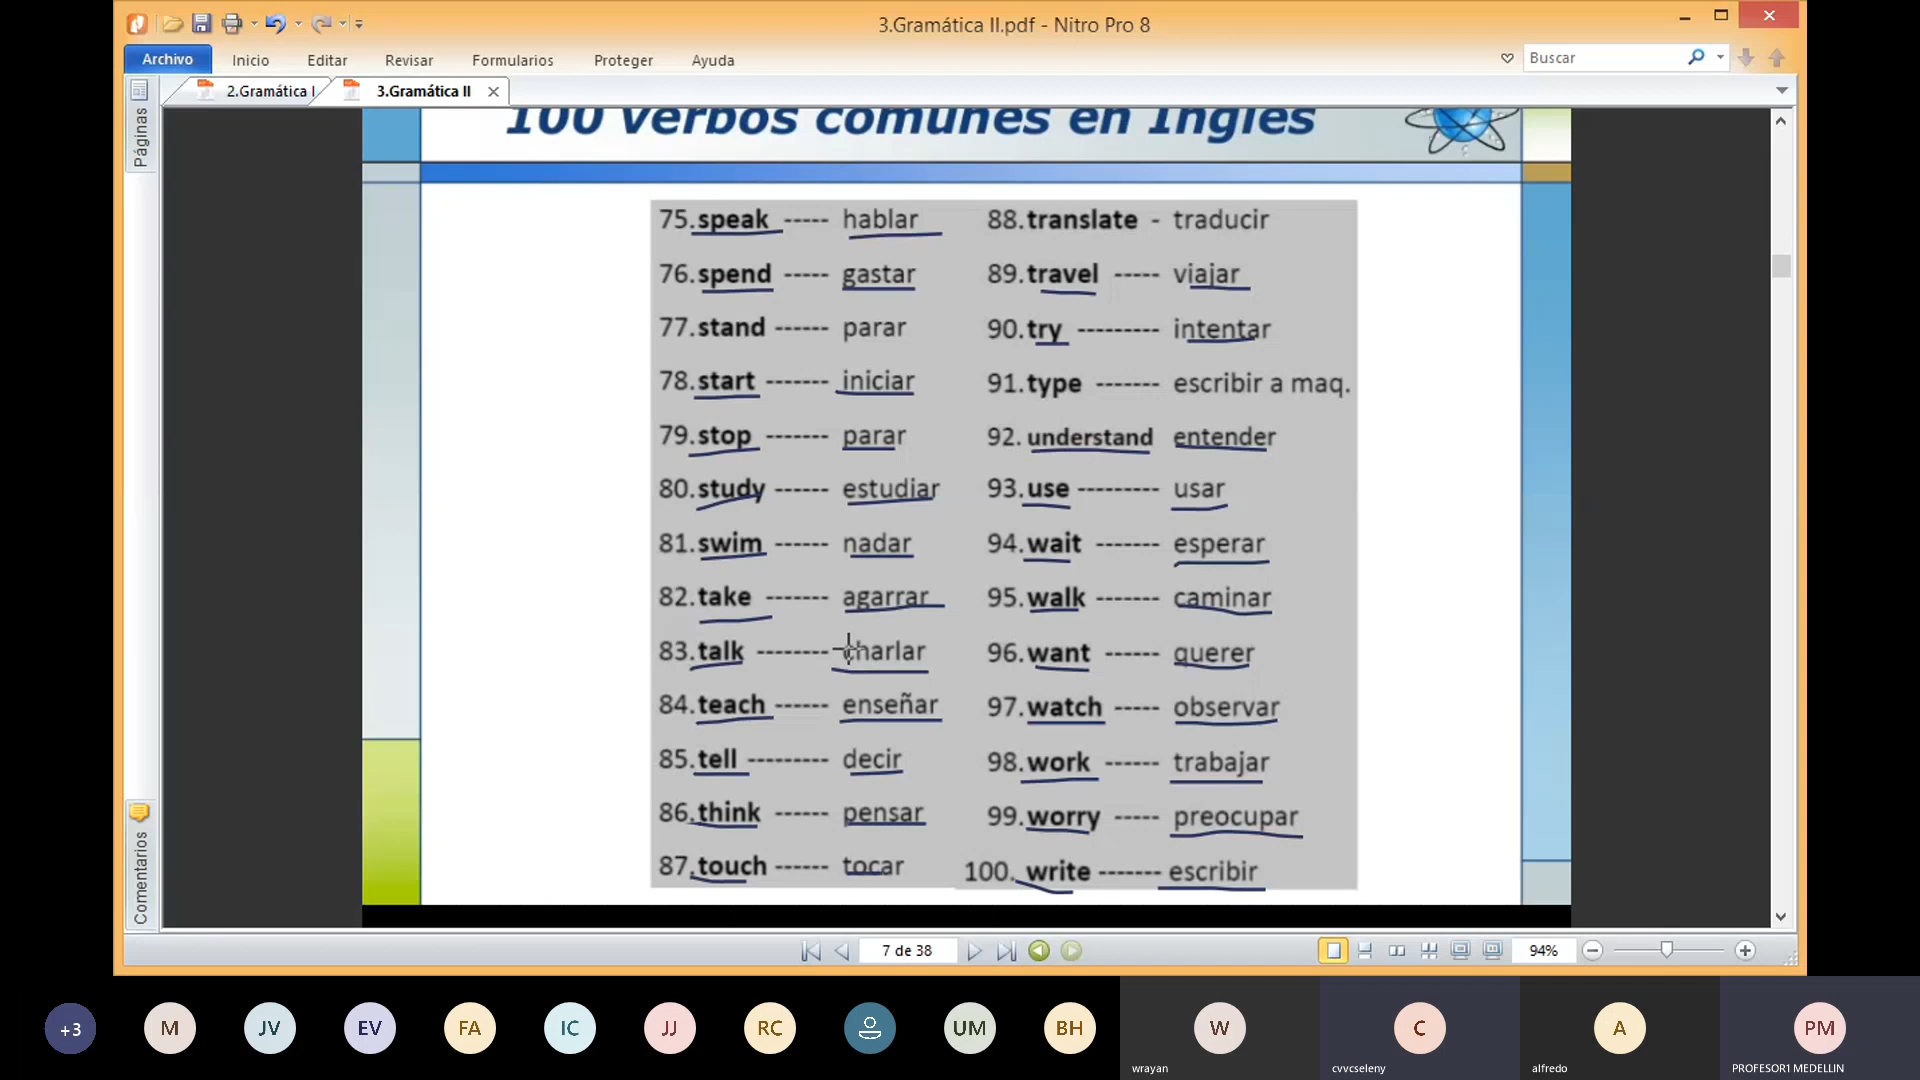 3.Gramática II.pdf - Nitro Pro 8
Archivo Inicio Editar Revisar Formularios Proteger Ayuda Buscar
2.Gramática I 3.Gramática II
Páginas
100 verbos comunes en Inglés
75.speak ----- hablar
76.spend ----- gastar
77.stand ------ parar
78.start ------- iniciar
79.stop ------- parar
80.study ------ estudiar
81.swim ------ nadar
82.take ------- agarrar
83.talk -------- charlar
84.teach ------ enseñar
85.tell --------- decir
86.think ------ pensar
87.touch ------ tocar
88.translate - traducir
89.travel ----- viajar
90.try --------- intentar
91.type ------- escribir a maq.
92. understand entender
93.use --------- usar
94.wait ------- esperar
95.walk ------- caminar
96.want ------ querer
97.watch ----- observar
98.work ------ trabajar
99.worry ----- preocupar
100. write ------- escribir
Comentarios
7 de 38
94%
+3 M JV EV FA IC JJ RC UM BH W C A PM
wrayan cvvcseleny alfredo PROFESOR1 MEDELLIN